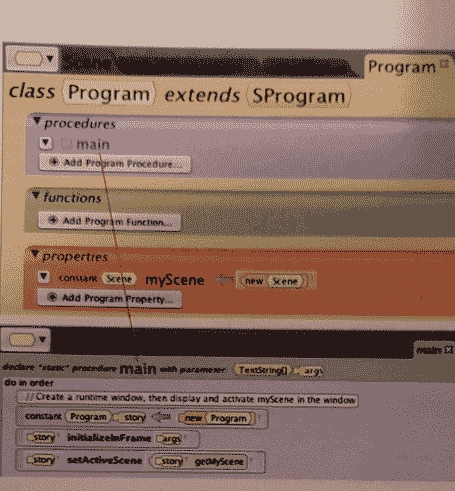 Program
class Program extends SProgram
procedures
main
Add Program Procedure...
functions
Add Program Function...
properties
constant Scene myScene new Scene
Add Program Property...
main
declare "static" procedure main with parameter TextString[] args
do in order
// Create a runtime window, then display and activate myScene in the window
constant Program story new Program
story initializeInFrame args
story setActiveScene story getMyScene